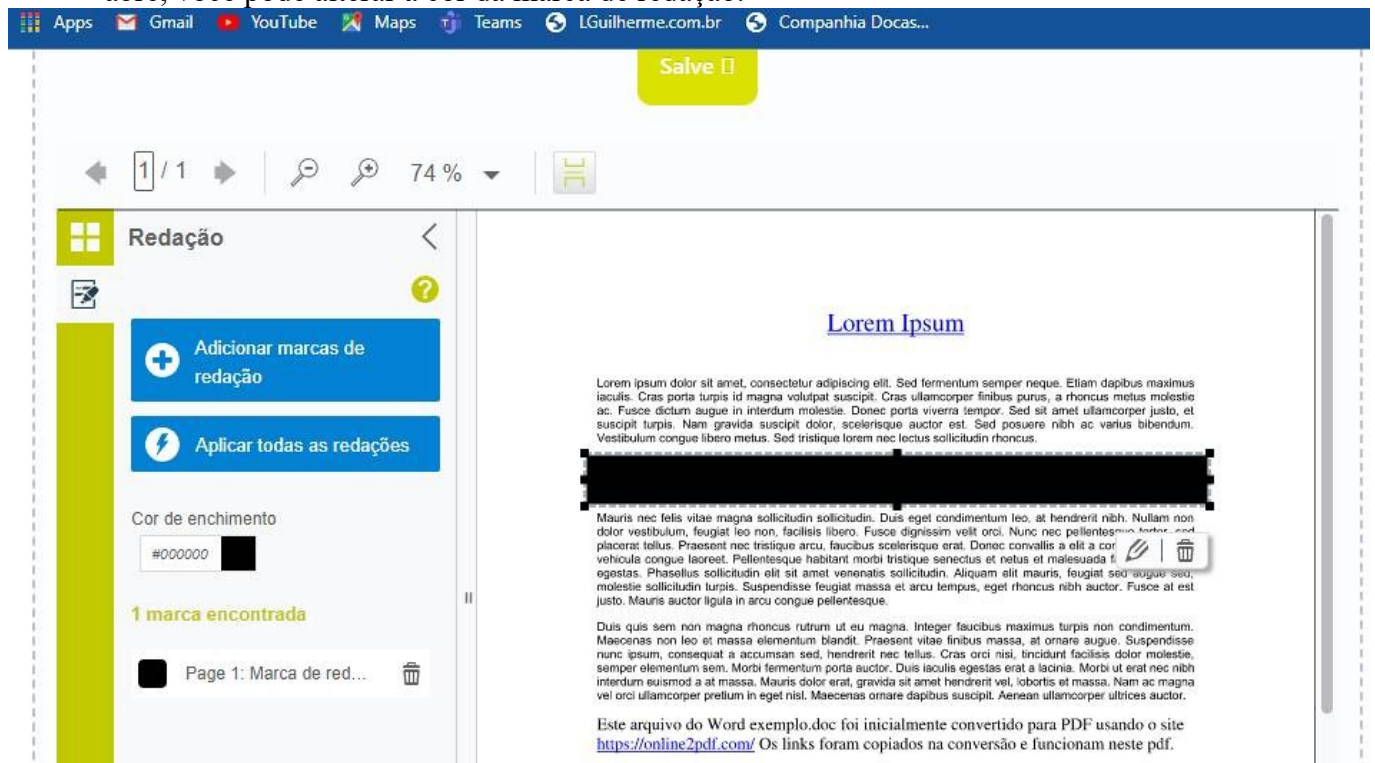 Apps Gmail YouTube Maps Teams LGuilherme.com.br Companhia Docas...
Salve
1 / 1 74 %
Redação
?
Adicionar marcas de
redação
Aplicar todas as redações
Cor de enchimento
#000000
1 marca encontrada
Page 1: Marca de red...
Lorem Ipsum
Lorem ipsum dolor sit amet, consectetur adipiscing elit. Sed fermentum semper neque. Etiam dapibus maximus
iaculis. Cras porta turpis id magna volutpat suscipit. Cras ullamcorper finibus purus, a rhoncus metus molestie
ac. Fusce dictum augue in interdum molestie. Donec porta viverra tempor. Sed sit amet ullamcorper justo, et
suscipit turpis. Nam gravida suscipit dolor, scelerisque auctor est. Sed posuere nibh ac varius bibendum.
Vestibulum congue libero metus. Sed tristique lorem nec lectus sollicitudin rhoncus.
Mauris nec felis vitae magna sollicitudin sollicitudin. Duis eget condimentum leo, at hendrerit nibh. Nullam non
dolor vestibulum, feugiat leo non, facilisis libero. Fusce dignissim velit orci. Nunc nec pellentesque tortor, sed
placerat tellus. Praesent nec tristique arcu, faucibus scelerisque erat. Donec convallis a elit a
vehicula congue laoreet. Pellentesque habitant morbi tristique senectus et netus et malesuada
egestas. Phasellus sollicitudin elit sit amet venenatis sollicitudin. Aliquam elit mauris, feugiat sed augue sed,
molestie sollicitudin turpis. Suspendisse feugiat massa et arcu tempus, eget rhoncus nibh auctor. Fusce at est
justo. Mauris auctor ligula in arcu congue pellentesque.
Duis quis sem non magna rhoncus rutrum ut eu magna. Integer faucibus maximus turpis non condimentum.
Maecenas non leo et massa elementum blandit. Praesent vitae finibus massa, at ornare augue. Suspendisse
nunc ipsum, consequat a accumsan sed, hendrerit nec tellus. Cras orci nisi, tincidunt facilisis dolor molestie,
semper elementum sem. Morbi fermentum porta auctor. Duis iaculis egestas erat a lacinia. Morbi ut erat nec nibh
interdum euismod a at massa. Mauris dolor erat, gravida sit amet hendrerit vel, lobortis et massa. Nam ac magna
vel orci ullamcorper pretium in eget nisl. Maecenas ornare dapibus suscipit. Aenean ullamcorper ultrices auctor.
Este arquivo do Word exemplo.doc foi inicialmente convertido para PDF usando o site
https://online2pdf.com/ Os links foram copiados na conversão e funcionam neste pdf.